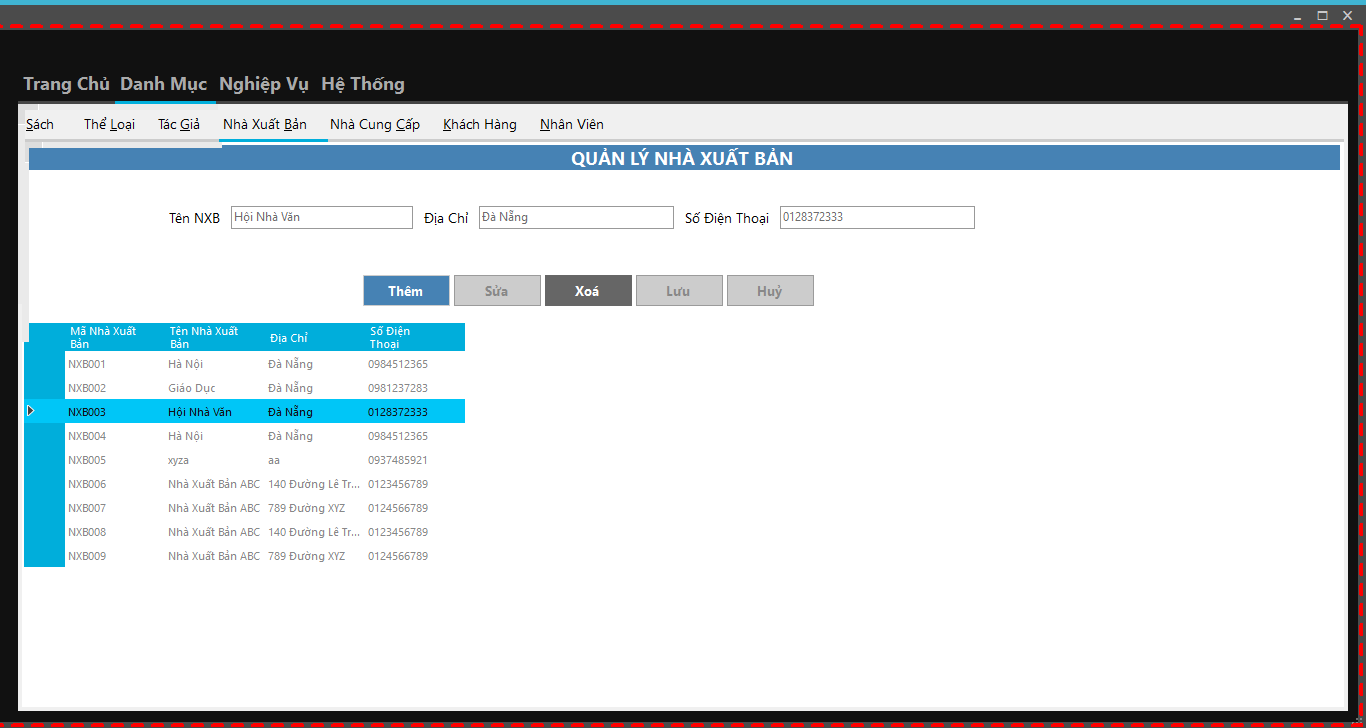 Trang Chủ Danh Mục Nghiệp Vụ Hệ Thống
Sách Thể Loại Tác Giả Nhà Xuất Bản Nhà Cung Cấp Khách Hàng Nhân Viên
QUẢN LÝ NHÀ XUẤT BẢN
Tên NXB Hội Nhà Văn Địa Chỉ Đà Nẵng Số Điện Thoại 0128372333
Thêm Sửa Xoá Lưu Huỷ
Mã Nhà Xuất Bản Tên Nhà Xuất Bản Địa Chỉ Số Điện Thoại
NXB001 Hà Nội Đà Nẵng 0984512365
NXB002 Giáo Dục Đà Nẵng 0981237283
NXB003 Hội Nhà Văn Đà Nẵng 0128372333
NXB004 Hà Nội Đà Nẵng 0984512365
NXB005 xyza aa 0937485921
NXB006 Nhà Xuất Bản ABC 140 Đường Lê Tr... 0123456789
NXB007 Nhà Xuất Bản ABC 789 Đường XYZ 0124566789
NXB008 Nhà Xuất Bản ABC 140 Đường Lê Tr... 0123456789
NXB009 Nhà Xuất Bản ABC 789 Đường XYZ 0124566789